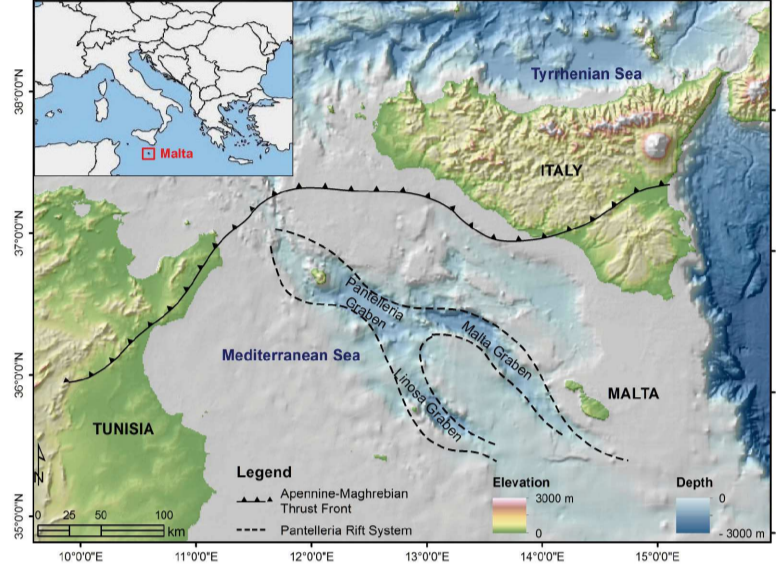 Malta
Tyrrhenian Sea
ITALY
Pantelleria
Graben
Malta Graben
Linosa Graben
Mediterranean Sea
MALTA
TUNISIA
Legend
Apennine-Maghrebian
Thrust Front
Pantelleria Rift System
Elevation
3000 m
0
Depth
0
- 3000 m
N
0 25 50 100
km
38°0'0"N
37°0'0"N
36°0'0"N
35°0'0"N
10°0'0"E 11°0'0"E 12°0'0"E 13°0'0"E 14°0'0"E 15°0'0"E